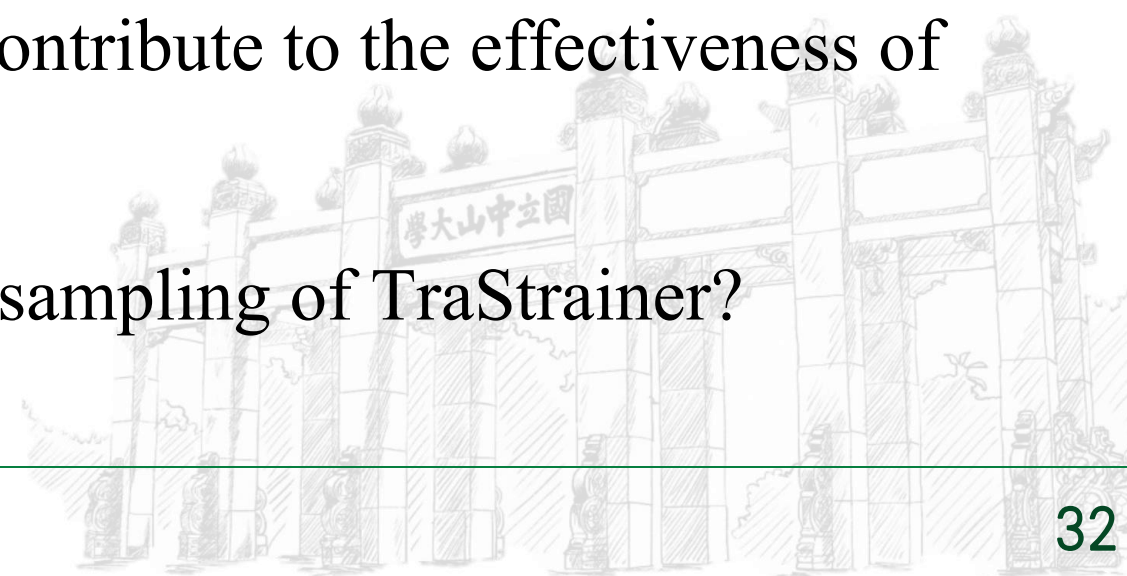 ontribute to the effectiveness of
學大山中立國
sampling of TraStrainer?
32